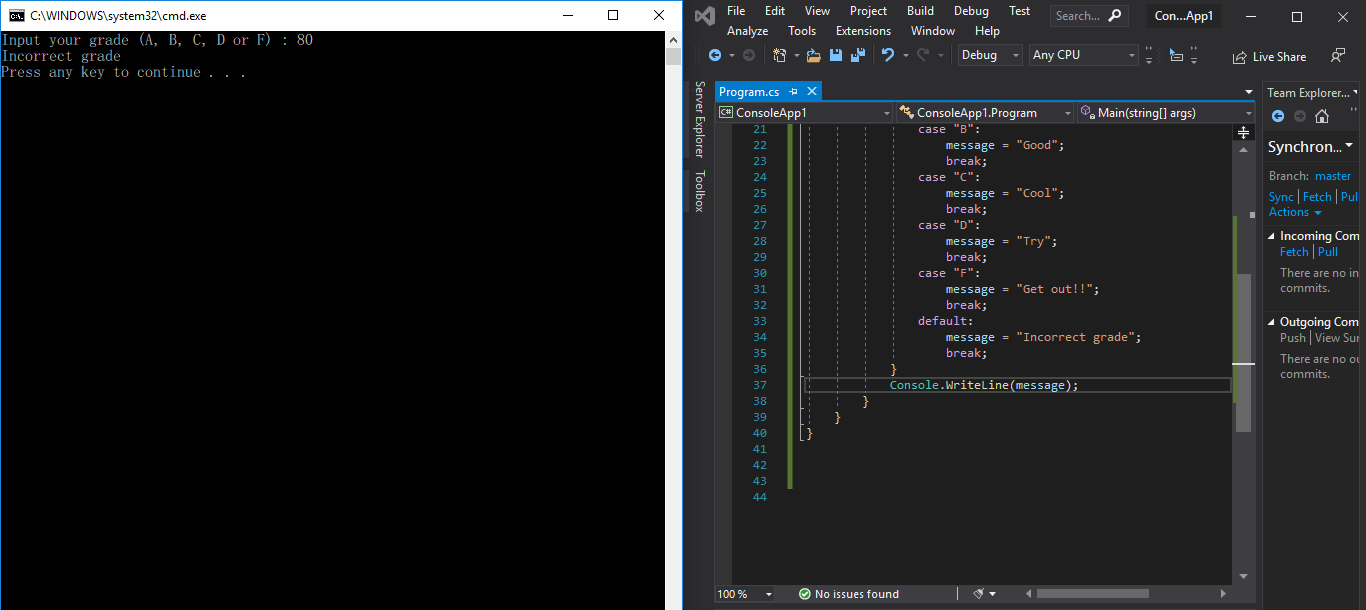 C:\WINDOWS\system32\cmd.exe
Input your grade (A, B, C, D or F) : 80
Incorrect grade
Press any key to continue . . .
File Edit View Project Build Debug Test Search... Con...App1
Analyze Tools Extensions Window Help
Debug Any CPU Live Share
Server Explorer
Toolbox
Program.cs
ConsoleApp1 ConsoleApp1.Program Main(string[] args)
21 case "B":
22 message = "Good";
23 break;
24 case "C":
25 message = "Cool";
26 break;
27 case "D":
28 message = "Try";
29 break;
30 case "F":
31 message = "Get out!!";
32 break;
33 default:
34 message = "Incorrect grade";
35 break;
36 }
37 Console.WriteLine(message);
38 }
39 }
40 }
41
42
43
44
100 % No issues found
Team Explorer...
Synchron...
Branch: master
Sync | Fetch | Pul
Actions
Incoming Com
Fetch | Pull
There are no in
commits.
Outgoing Com
Push | View Sur
There are no ou
commits.